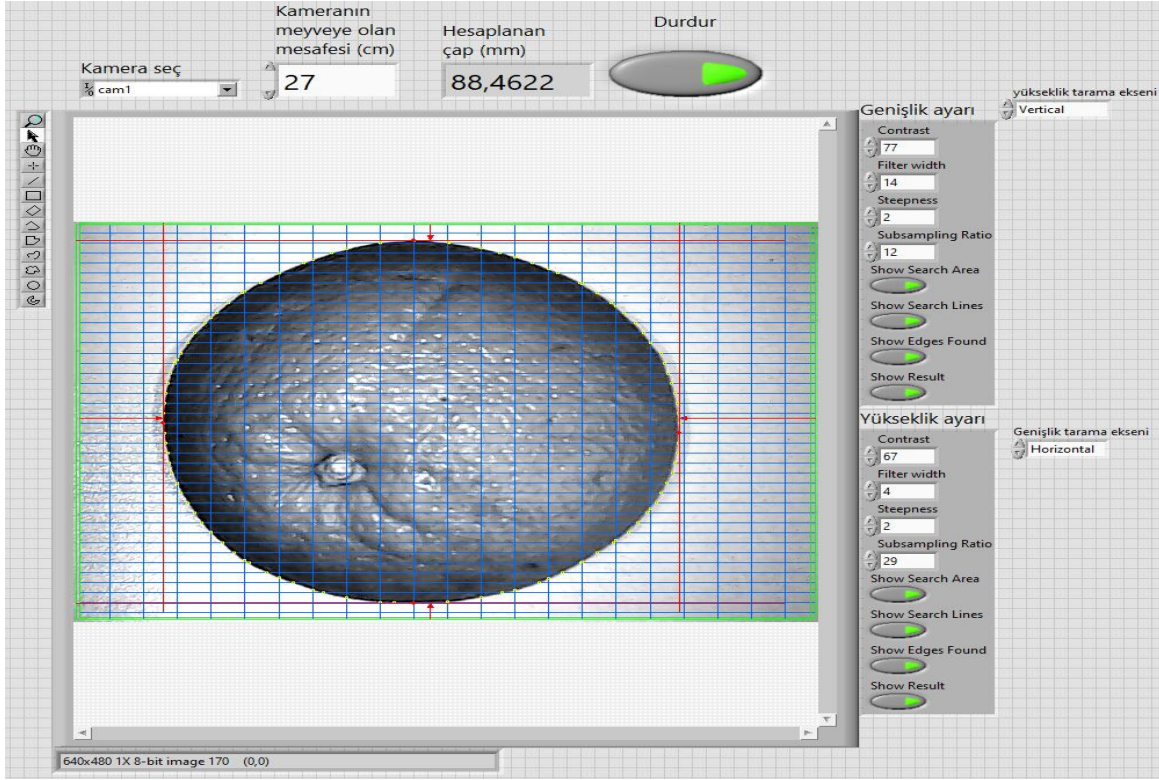 Kameranın
meyveye olan
mesafesi (cm)
27
Hesaplanan
çap (mm)
88,4622
Durdur
Kamera seç
cam1
yükseklik tarama ekseni
Vertical
Genişlik ayarı
Contrast
77
Filter width
14
Steepness
2
Subsampling Ratio
12
Show Search Area
Show Search Lines
Show Edges Found
Show Result
Yükseklik ayarı
Genişlik tarama ekseni
Horizontal
Contrast
67
Filter width
4
Steepness
2
Subsampling Ratio
29
Show Search Area
Show Search Lines
Show Edges Found
Show Result
640x480 1X 8-bit image 170 (0,0)